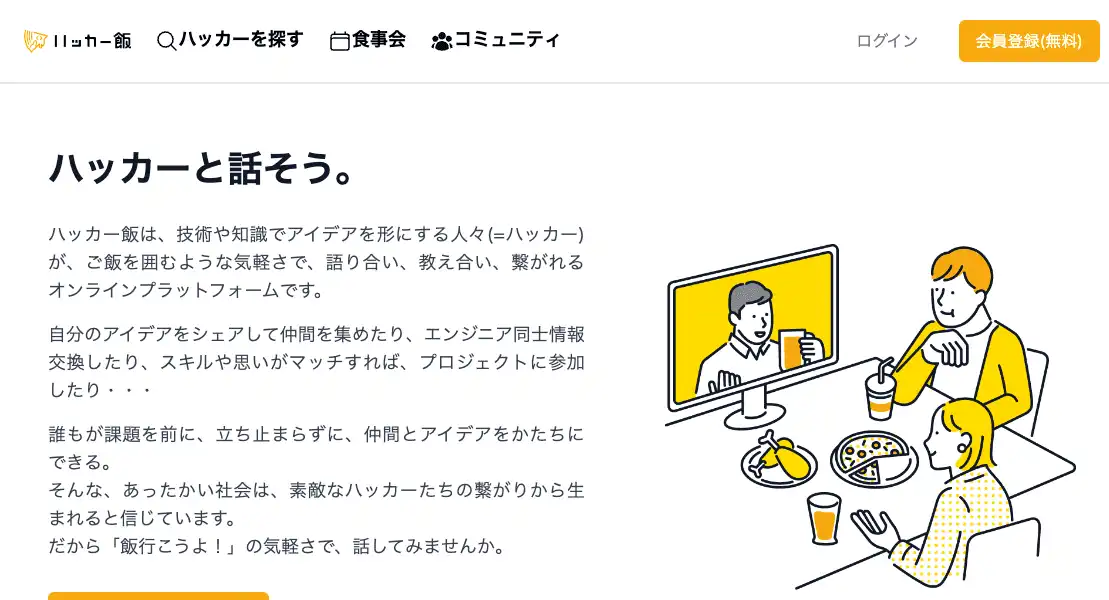 ハッカー飯
ハッカーを探す
食事会
コミュニティ
ログイン
会員登録(無料)
ハッカーと話そう。
ハッカー飯は、技術や知識でアイデアを形にする人々(=ハッカー)
が、ご飯を囲むような気軽さで、語り合い、教え合い、繋がれる
オンラインプラットフォームです。
自分のアイデアをシェアして仲間を集めたり、エンジニア同士情報
交換したり、スキルや思いがマッチすれば、プロジェクトに参加
したり・・・
誰もが課題を前に、立ち止まらずに、仲間とアイデアをかたちに
できる。
そんな、あったかい社会は、素敵なハッカーたちの繋がりから生
まれると信じています。
だから「飯行こうよ！」の気軽さで、話してみませんか。